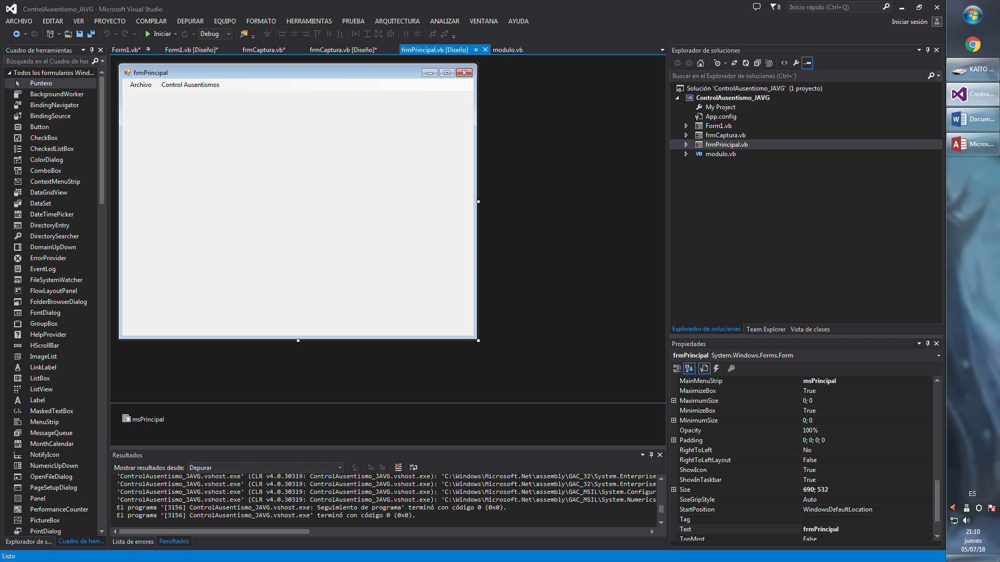 ControlAusentismo_JAVG - Microsoft Visual Studio
8
Inicio rápido (Ctrl+Q)
ARCHIVO EDITAR VER PROYECTO COMPILAR DEPURAR EQUIPO FORMATO HERRAMIENTAS PRUEBA ARQUITECTURA ANALIZAR VENTANA AYUDA
Iniciar sesión
Iniciar Debug
Cuadro de herramientas
Búsqueda en el Cuadro de her
Todos los formularios Wind...
Puntero
BackgroundWorker
BindingNavigator
BindingSource
Button
CheckBox
CheckedListBox
ColorDialog
ComboBox
ContextMenuStrip
DataGridView
DataSet
DateTimePicker
DirectoryEntry
DirectorySearcher
DomainUpDown
ErrorProvider
EventLog
FileSystemWatcher
FlowLayoutPanel
FolderBrowserDialog
FontDialog
GroupBox
HelpProvider
HScrollBar
ImageList
LinkLabel
ListBox
ListView
Label
MaskedTextBox
MenuStrip
MessageQueue
MonthCalendar
NotifyIcon
NumericUpDown
OpenFileDialog
PageSetupDialog
Panel
PerformanceCounter
PictureBox
PrintDialog
Explorador de s... Cuadro de herr...
Form1.vb* Form1.vb [Diseño]* frmCaptura.vb* frmCaptura.vb [Diseño]* frmPrincipal.vb [Diseño] modulo.vb
frmPrincipal
Archivo Control Ausentismos
msPrincipal
Resultados
Mostrar resultados desde: Depurar
'ControlAusentismo_JAVG.vshost.exe' (CLR v4.0.30319: ControlAusentismo_JAVG.vshost.exe): 'C:\Windows\Microsoft.Net\assembly\GAC_32\System.Enterprise
'ControlAusentismo_JAVG.vshost.exe' (CLR v4.0.30319: ControlAusentismo_JAVG.vshost.exe): 'C:\Windows\Microsoft.Net\assembly\GAC_32\System.Enterprise
'ControlAusentismo_JAVG.vshost.exe' (CLR v4.0.30319: ControlAusentismo_JAVG.vshost.exe): 'C:\Windows\Microsoft.Net\assembly\GAC_MSIL\System.Configur
'ControlAusentismo_JAVG.vshost.exe' (CLR v4.0.30319: ControlAusentismo_JAVG.vshost.exe): 'C:\Windows\Microsoft.Net\assembly\GAC_MSIL\System.Numerics
El programa '[3156] ControlAusentismo_JAVG.vshost.exe: Seguimiento de programa' terminó con código 0 (0x0).
El programa '[3156] ControlAusentismo_JAVG.vshost.exe' terminó con código 0 (0x0).
Lista de errores Resultados
Listo
Explorador de soluciones
Buscar en el Explorador de soluciones (Ctrl+´)
Solución 'ControlAusentismo_JAVG' (1 proyecto)
VB ControlAusentismo_JAVG
My Project
App.config
Form1.vb
frmCaptura.vb
frmPrincipal.vb
VB modulo.vb
Explorador de soluciones Team Explorer Vista de clases
Propiedades
frmPrincipal System.Windows.Forms.Form
MainMenuStrip msPrincipal
MaximizeBox True
MaximumSize 0; 0
MinimizeBox True
MinimumSize 0; 0
Opacity 100%
Padding 0; 0; 0; 0
RightToLeft No
RightToLeftLayout False
ShowIcon True
ShowInTaskbar True
Size 690; 532
SizeGripStyle Auto
StartPosition WindowsDefaultLocation
Tag
Text frmPrincipal
TopMost False
KAITO ...
Contro...
Docum...
Micros...
ES
21:10
jueves
05/07/18